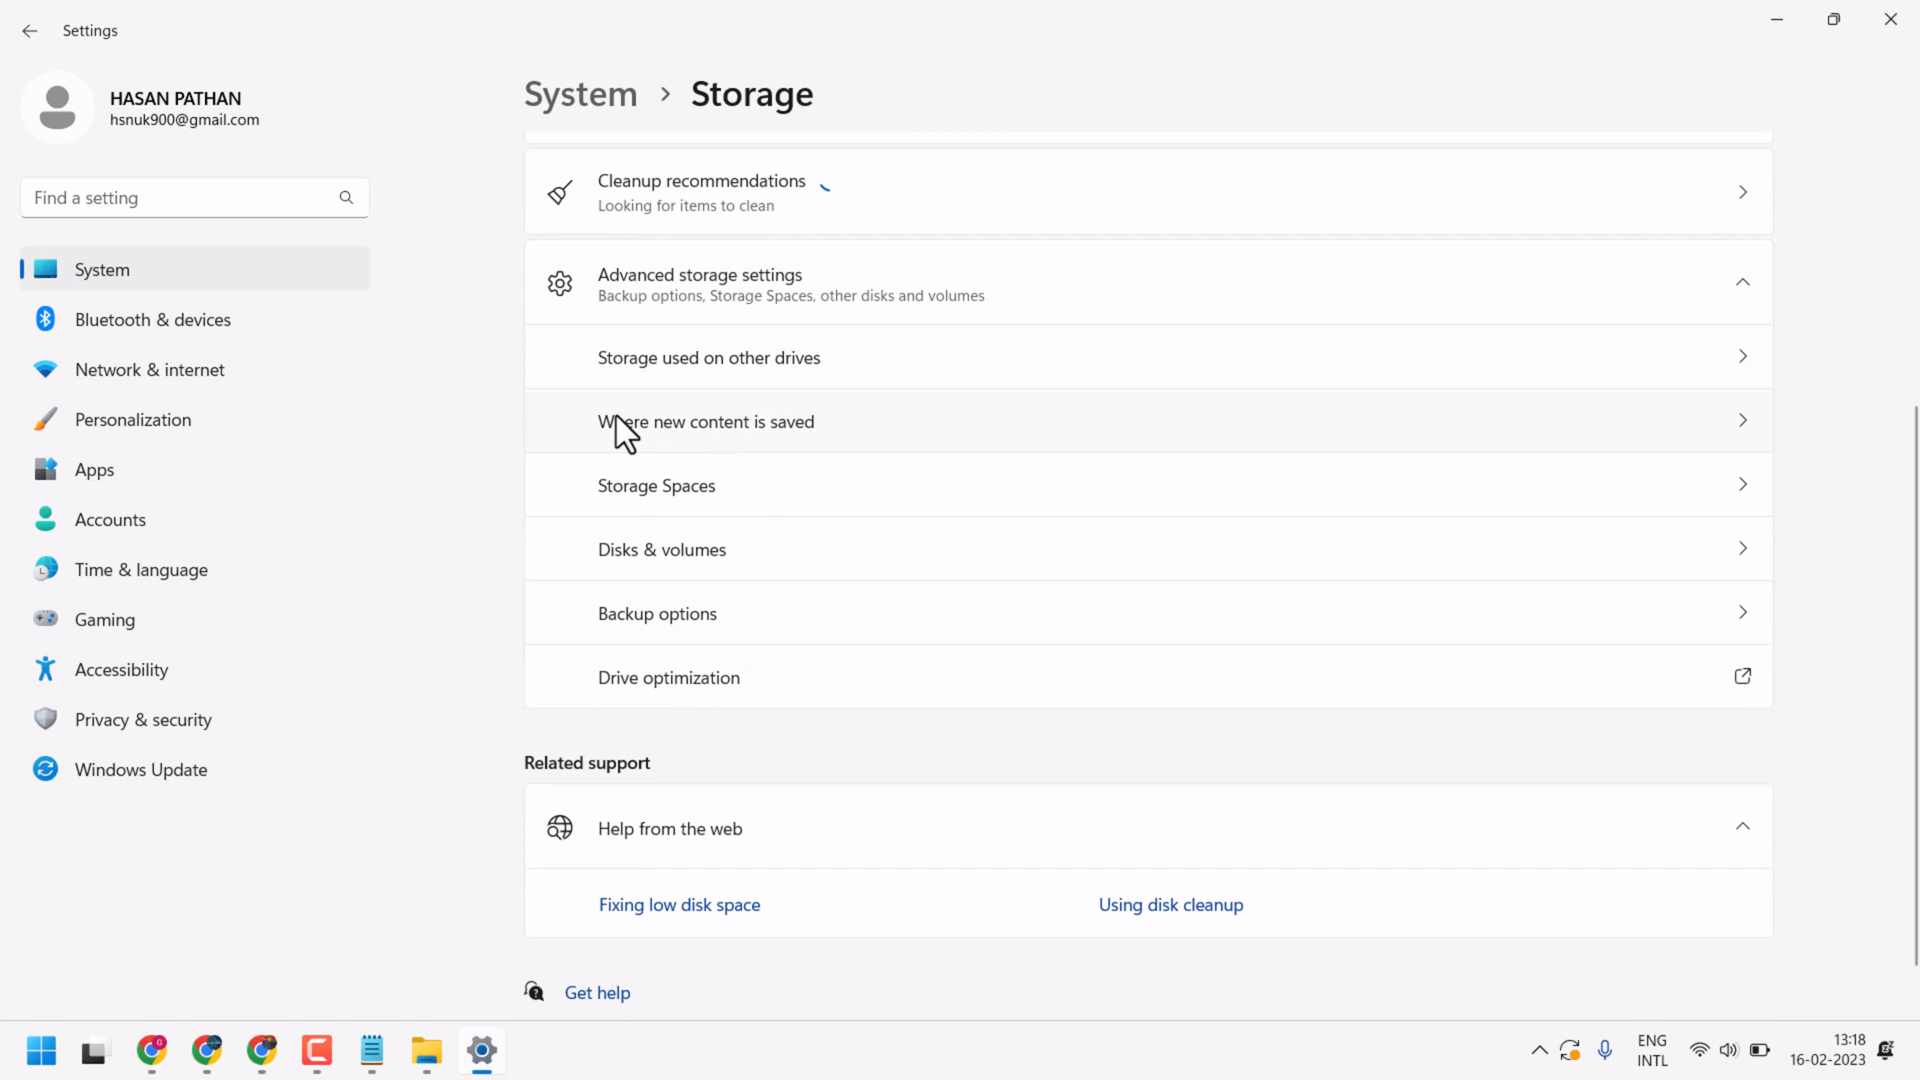 Settings
HASAN PATHAN
hsnuk900@gmail.com
Find a setting
System
Bluetooth & devices
Network & internet
Personalization
Apps
Accounts
Time & language
Gaming
Accessibility
Privacy & security
Windows Update
System > Storage
Cleanup recommendations
Looking for items to clean
Advanced storage settings
Backup options, Storage Spaces, other disks and volumes
Storage used on other drives
Where new content is saved
Storage Spaces
Disks & volumes
Backup options
Drive optimization
Related support
Help from the web
Fixing low disk space
Using disk cleanup
Get help
ENG
INTL
13:18
16-02-2023